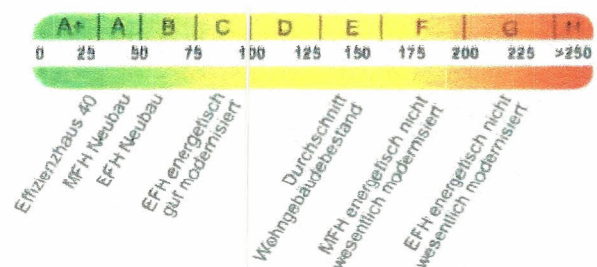 A+ A B C D E F G H
0 25 50 75 100 125 150 175 200 225 >250
Effizienzhaus 40
MFH Neubau
EFH Neubau
EFH energetisch
gut modernisiert
Durchschnitt
Wohngebäudebestand
MFH energetisch nicht
wesentlich modernisiert
EFH energetisch nicht
wesentlich modernisiert